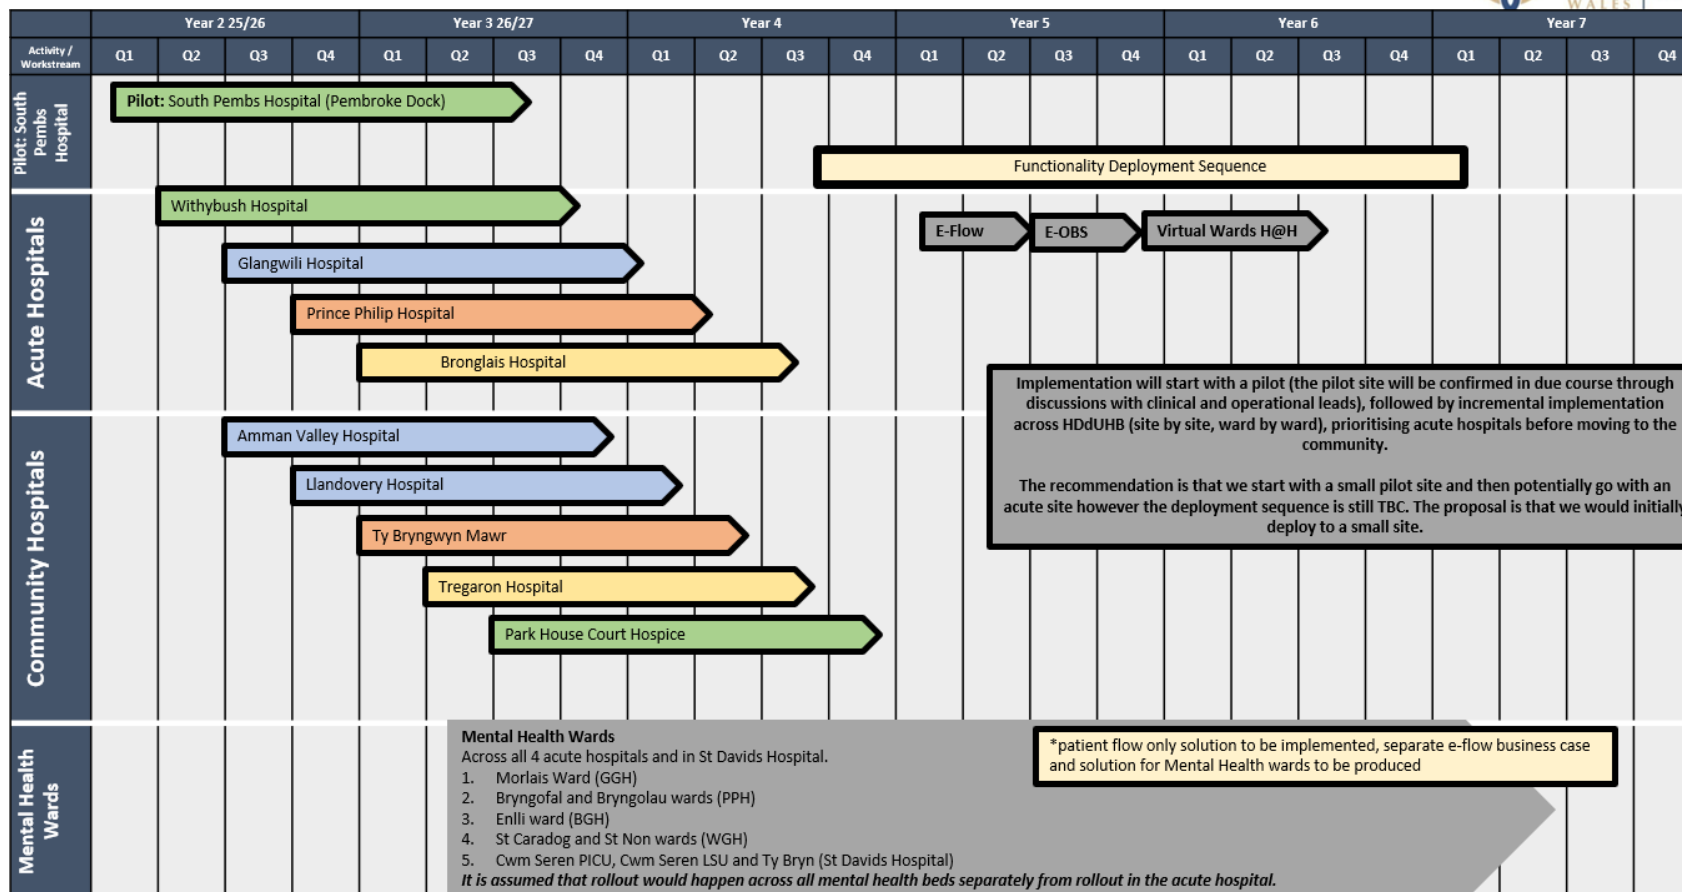 WALES
Year 2 25/26
Year 3 26/27
Year 4
Year 5
Year 6
Year 7
Activity /
Workstream
Q1
Q2
Q3
Q4
Q1
Q2
Q3
Q4
Q1
Q2
Q3
Q4
Q1
Q2
Q3
Q4
Q1
Q2
Q3
Q4
Q1
Q2
Q3
Q4
Pilot: South
Pembs
Hospital
Pilot: South Pembs Hospital (Pembroke Dock)
Functionality Deployment Sequence
Acute Hospitals
Withybush Hospital
E-Flow
E-OBS
Virtual Wards H@H
Glangwili Hospital
Prince Philip Hospital
Bronglais Hospital
Implementation will start with a pilot (the pilot site will be confirmed in due course through
discussions with clinical and operational leads), followed by incremental implementation
across HDdUHB (site by site, ward by ward), prioritising acute hospitals before moving to the
community.
The recommendation is that we start with a small pilot site and then potentially go with an
acute site however the deployment sequence is still TBC. The proposal is that we would initially
deploy to a small site.
Community Hospitals
Amman Valley Hospital
Llandovery Hospital
Ty Bryngwyn Mawr
Tregaron Hospital
Park House Court Hospice
Mental Health
Wards
Mental Health Wards
Across all 4 acute hospitals and in St Davids Hospital.
1. Morlais Ward (GGH)
2. Bryngofal and Bryngolau wards (PPH)
3. Enlli ward (BGH)
4. St Caradog and St Non wards (WGH)
5. Cwm Seren PICU, Cwm Seren LSU and Ty Bryn (St Davids Hospital)
It is assumed that rollout would happen across all mental health beds separately from rollout in the acute hospital.
*patient flow only solution to be implemented, separate e-flow business case
and solution for Mental Health wards to be produced